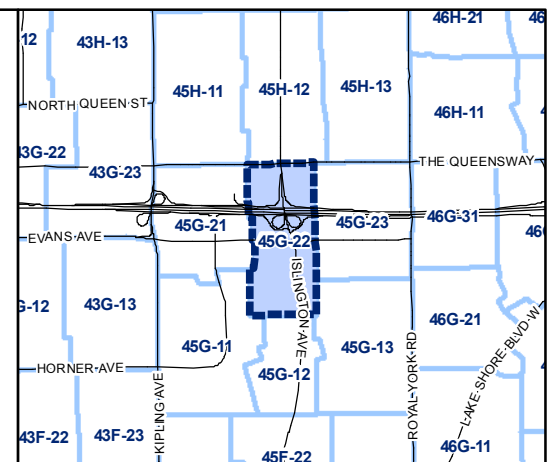 46H-21
46
12
43H-13
45H-11
45H-12
45H-13
46H-11
NORTH QUEEN ST
43G-22
43G-23
THE QUEENSWAY
45G-21
45G-22
45G-23
46G-31
46
EVANS AVE
ISLINGTON AVE
G-12
43G-13
45G-11
45G-12
45G-13
46G-21
HORNER AVE
KIPLING AVE
ROYAL YORK RD
LAKE SHORE BLVD W
43F-22
43F-23
45F-22
46G-11